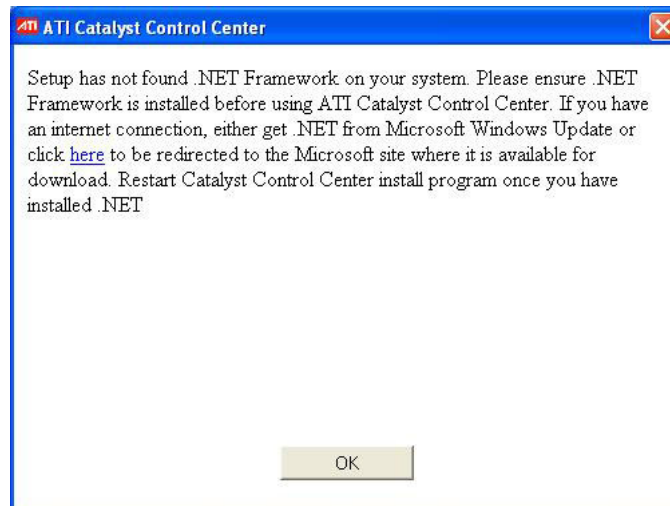 ATI ATI Catalyst Control Center
Setup has not found .NET Framework on your system. Please ensure .NET
Framework is installed before using ATI Catalyst Control Center. If you have
an internet connection, either get .NET from Microsoft Windows Update or
click here to be redirected to the Microsoft site where it is available for
download. Restart Catalyst Control Center install program once you have
installed .NET
OK